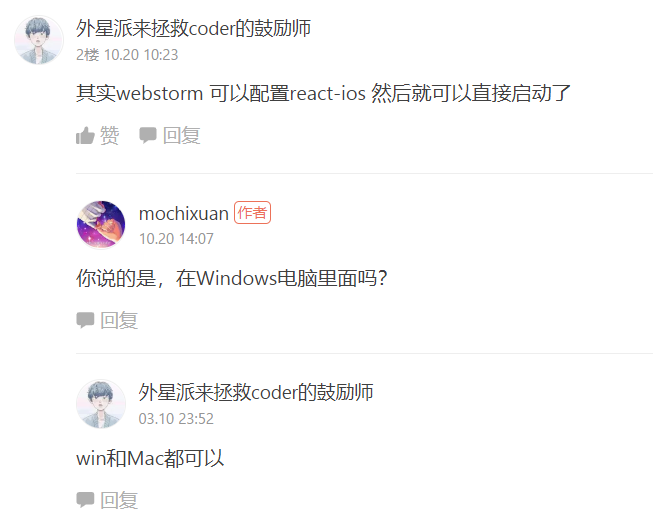 外星派来拯救coder的鼓励师
2楼 10.20 10:23
其实webstorm 可以配置react-ios 然后就可以直接启动了
赞 回复
mochixuan 作者
10.20 14:07
你说的是，在Windows电脑里面吗？
回复
外星派来拯救coder的鼓励师
03.10 23:52
win和Mac都可以
回复